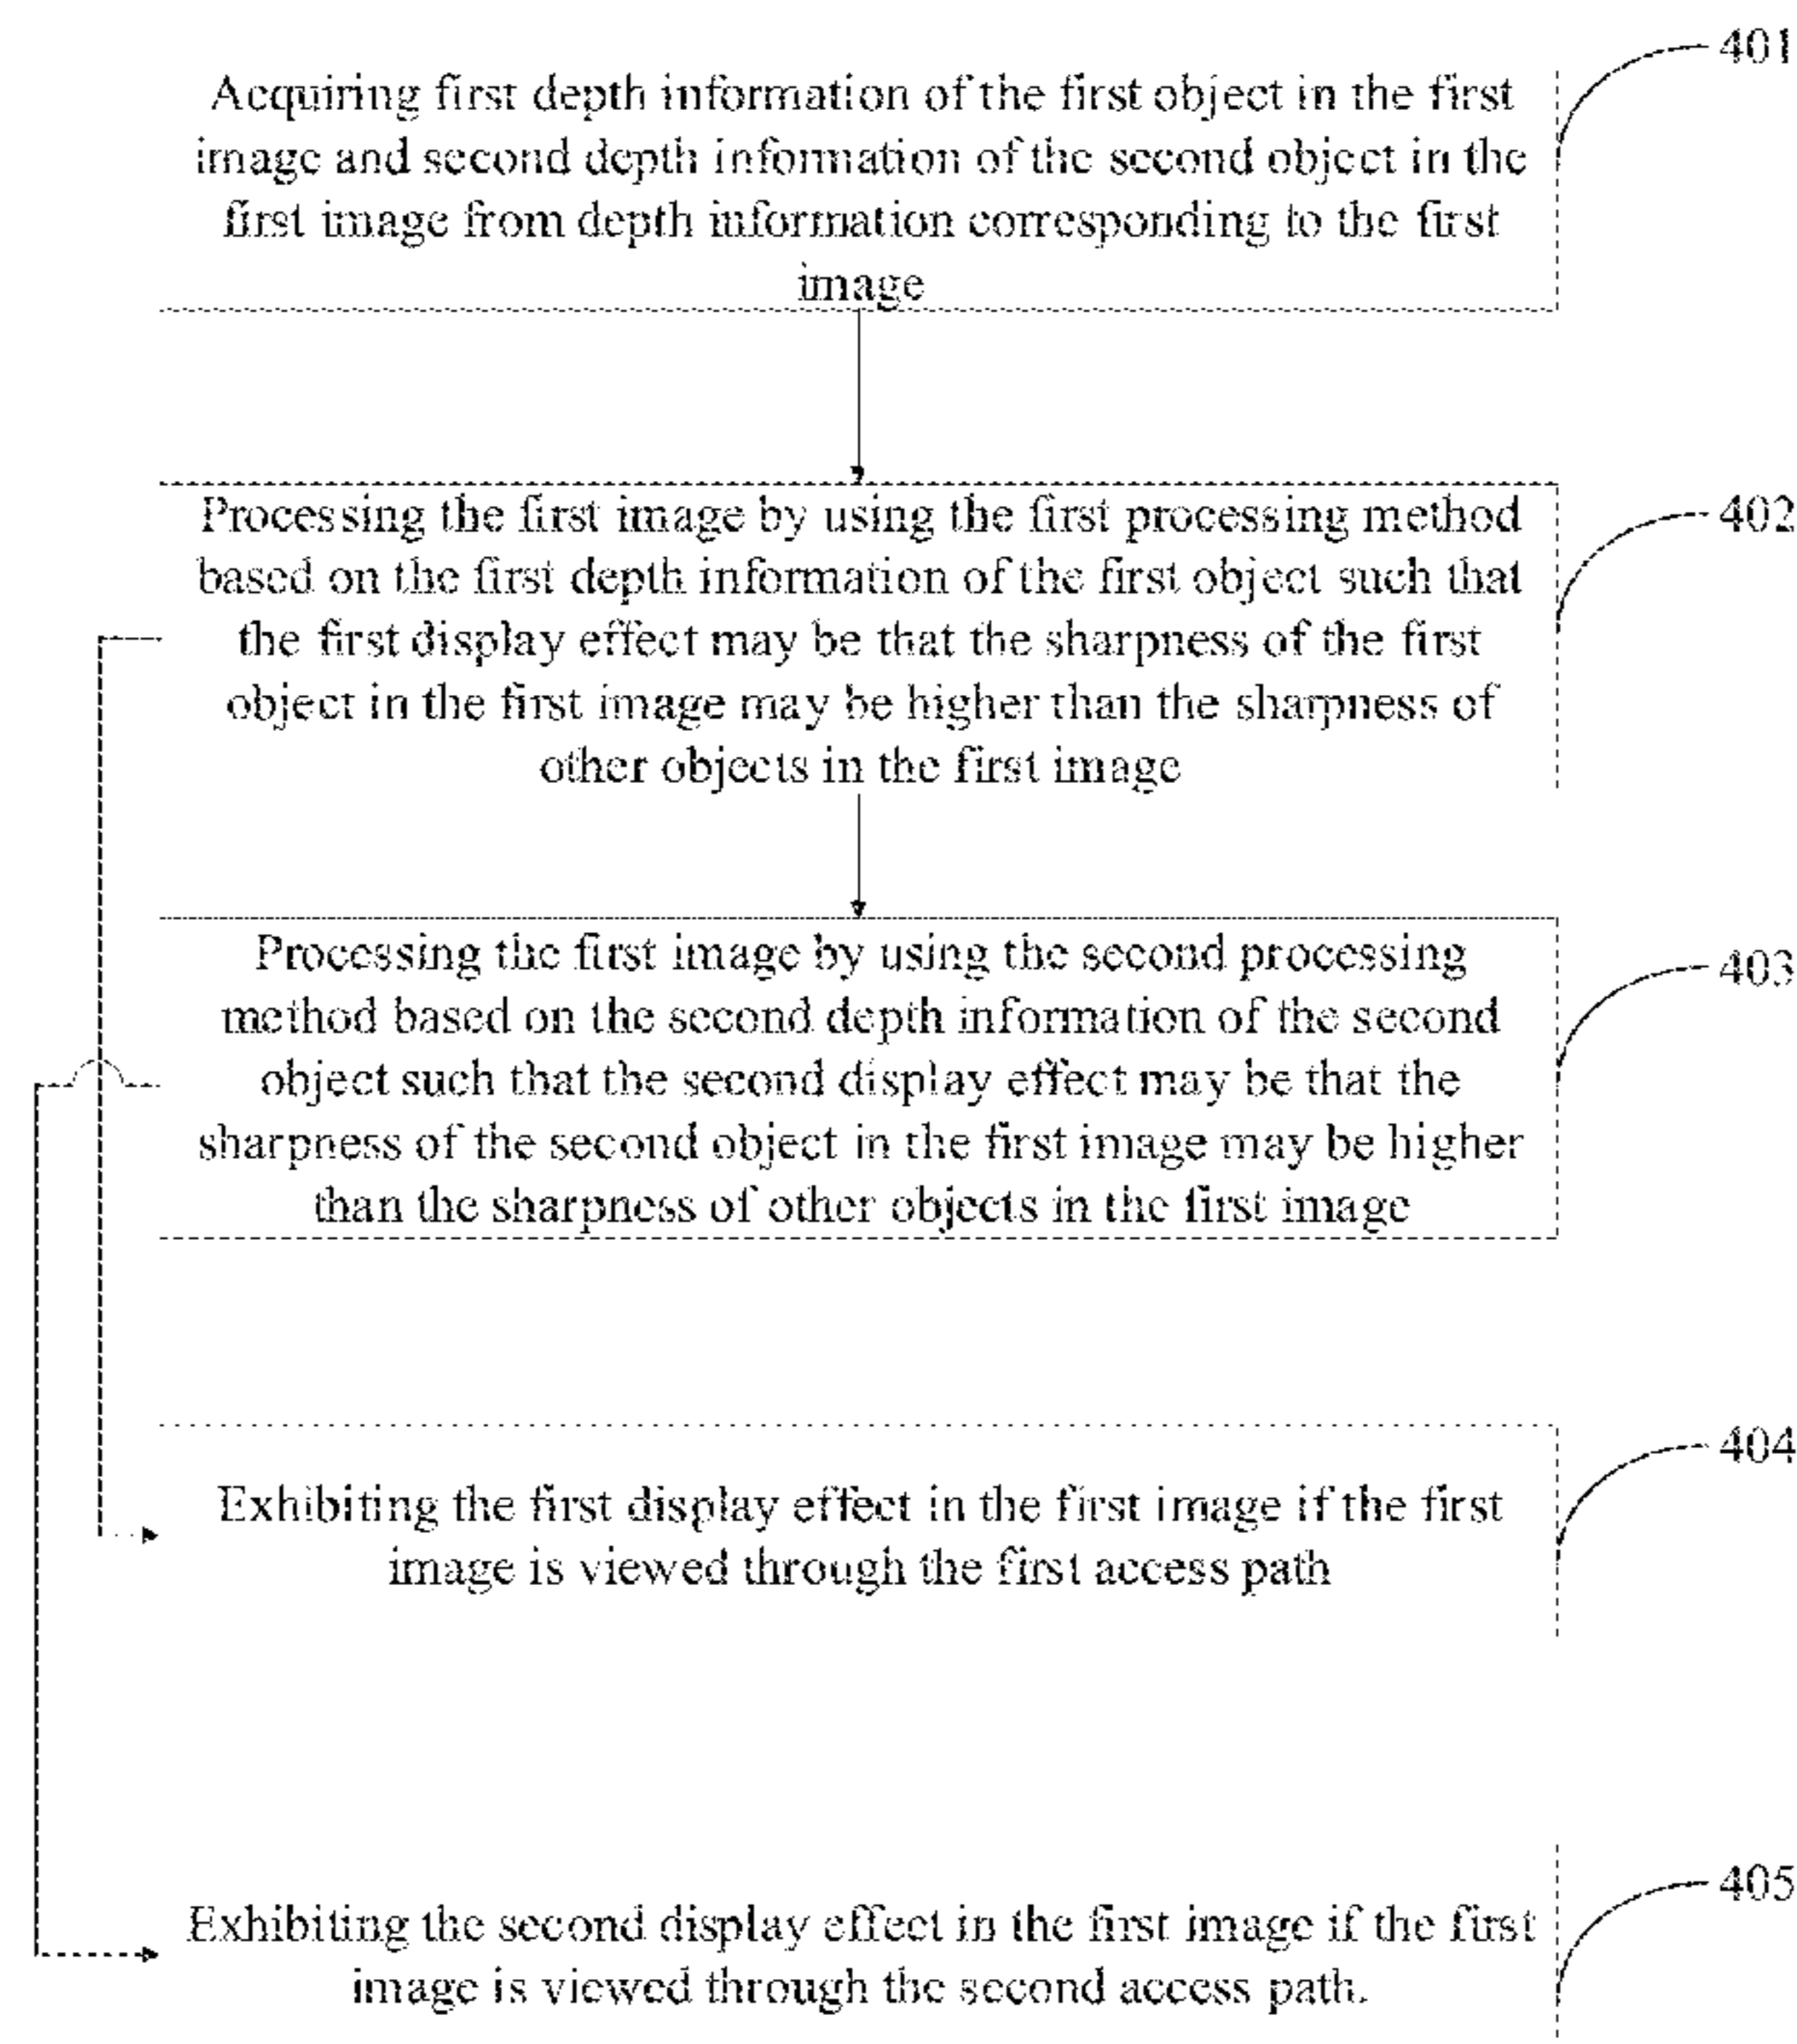 401
Acquiring first depth information of the first object in the first
image and second depth information of the second object in the
first image from depth information corresponding to the first
image
402
Processing the first image by using the first processing method
based on the first depth information of the first object such that
the first display effect may be that the sharpness of the first
object in the first image may be higher than the sharpness of
other objects in the first image
403
Processing the first image by using the second processing
method based on the second depth information of the second
object such that the second display effect may be that the
sharpness of the second object in the first image may be higher
than the sharpness of other objects in the first image
404
Exhibiting the first display effect in the first image if the first
image is viewed through the first access path
405
Exhibiting the second display effect in the first image if the first
image is viewed through the second access path.